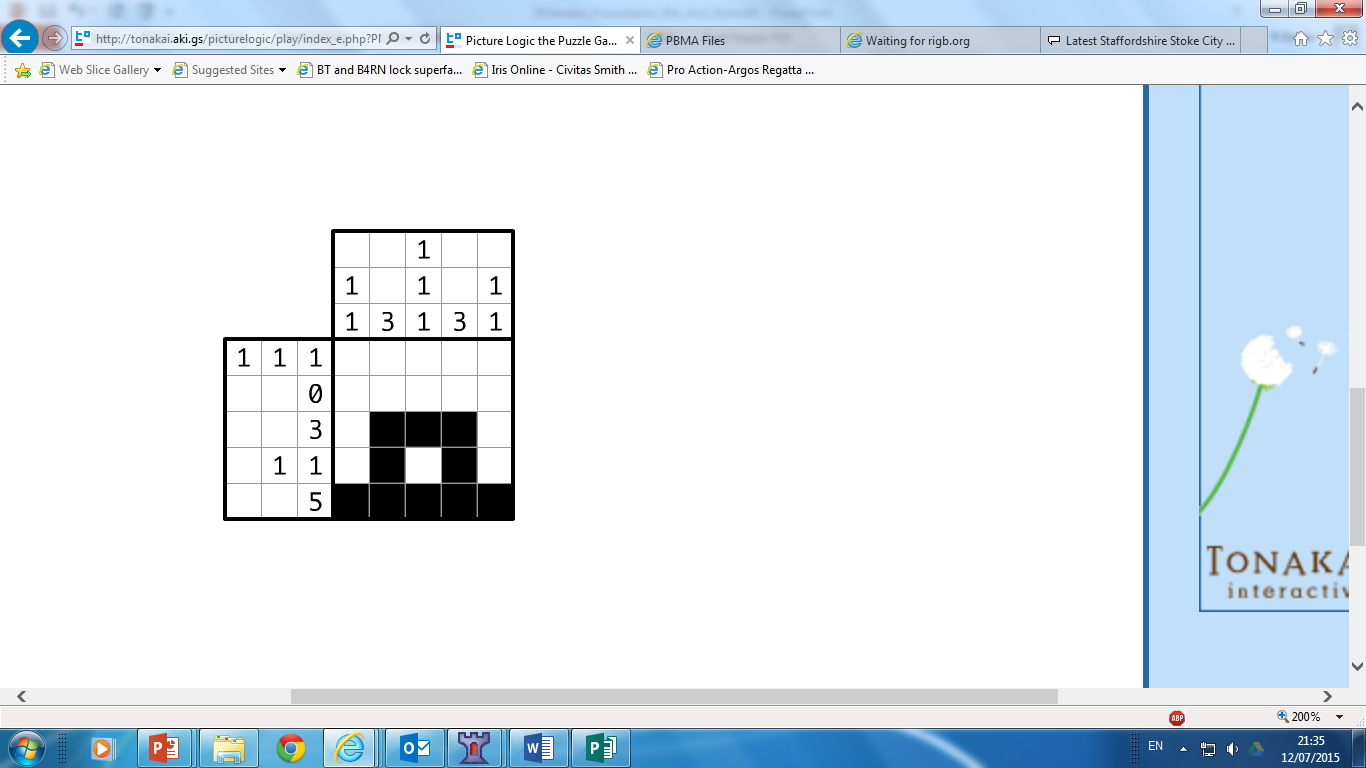 http://tonakai.aki.gs/picturelogic/play/index_e.php?Pl
Picture Logic the Puzzle Ga...
PBMA Files
Waiting for rigb.org
Latest Staffordshire Stoke City ...
Web Slice Gallery
Suggested Sites
BT and B4RN lock superfa...
Iris Online - Civitas Smith ...
Pro Action-Argos Regatta ...
1
1 1 1
1 3 1 3 1
1 1 1
0
3
1 1
5
TONAKA
interactiv
ABP
200%
EN
21:35
12/07/2015